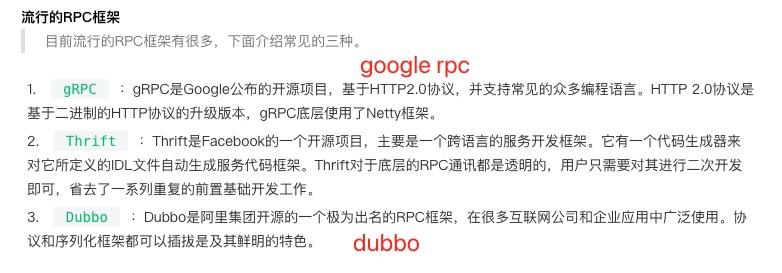 流行的RPC框架
目前流行的RPC框架有很多，下面介绍常见的三种。
google rpc
1. gRPC ：gRPC是Google公布的开源项目，基于HTTP2.0协议，并支持常见的众多编程语言。HTTP 2.0协议是
基于二进制的HTTP协议的升级版本，gRPC底层使用了Netty框架。
2. Thrift ：Thrift是Facebook的一个开源项目，主要是一个跨语言的服务开发框架。它有一个代码生成器来
对它所定义的IDL文件自动生成服务代码框架。Thrift对于底层的RPC通讯都是透明的，用户只需要对其进行二次开发
即可，省去了一系列重复的前置基础开发工作。
3. Dubbo ：Dubbo是阿里集团开源的一个极为出名的RPC框架，在很多互联网公司和企业应用中广泛使用。协
议和序列化框架都可以插拔是及其鲜明的特色。
dubbo